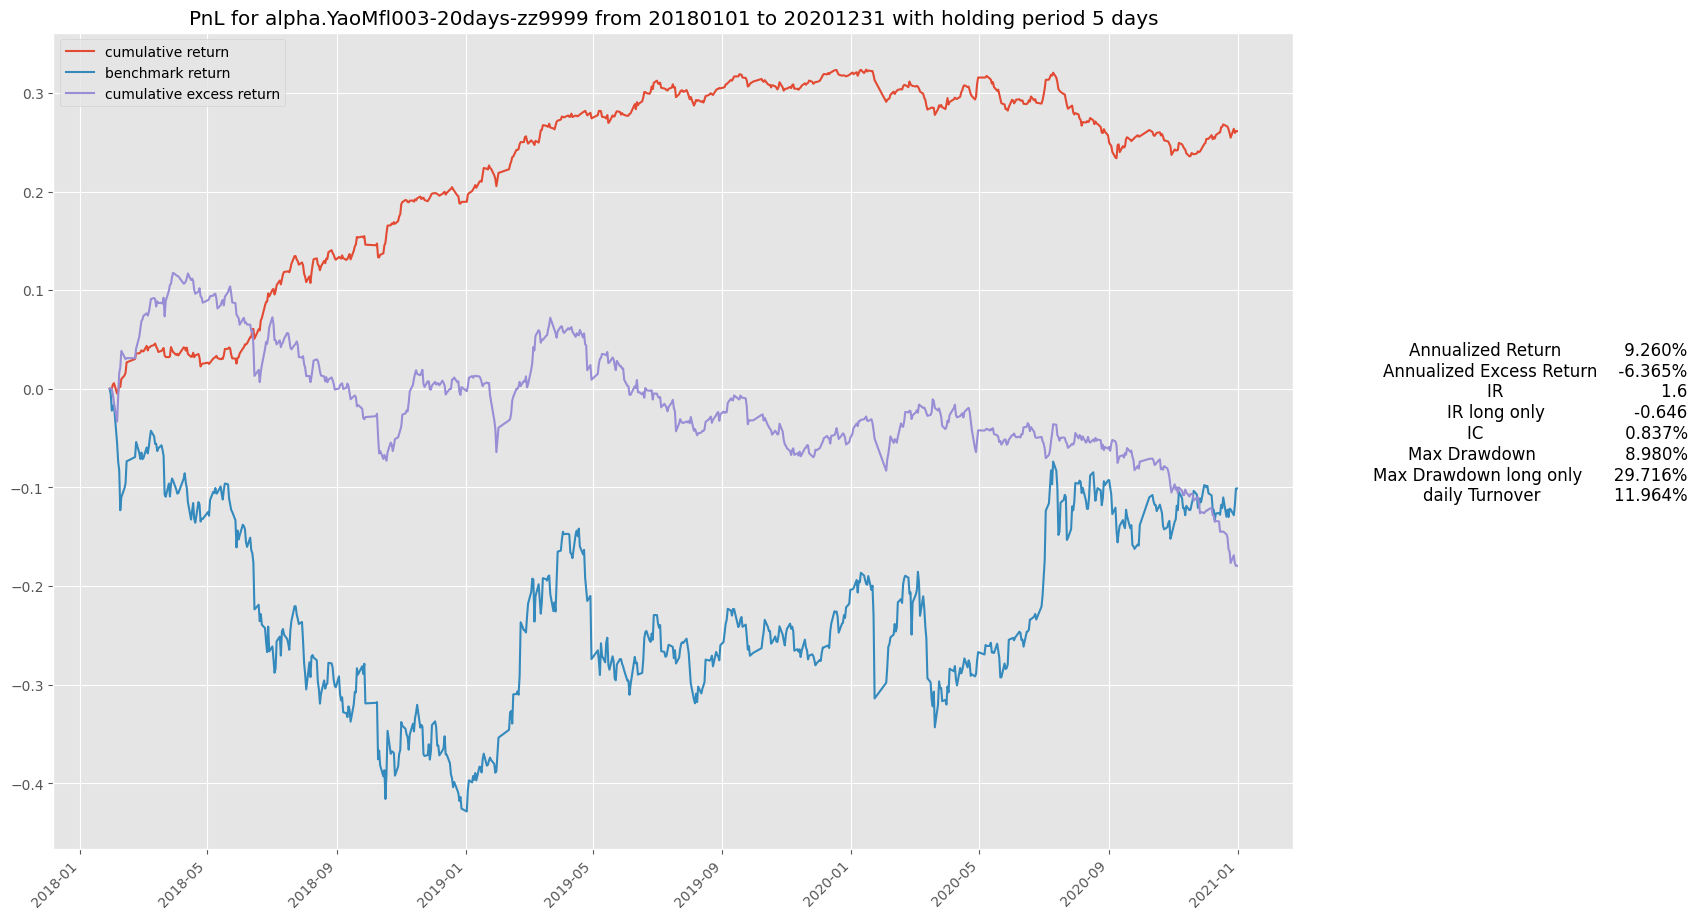 PnL for alpha.YaoMfl003-20days-zz9999 from 20180101 to 20201231 with holding period 5 days
cumulative return
benchmark return
cumulative excess return
0.3
0.2
0.1
0.0
−0.1
−0.2
−0.3
−0.4
2018-01
2018-05
2018-09
2019-01
2019-05
2019-09
2020-01
2020-05
2020-09
2021-01
Annualized Return 9.260%
Annualized Excess Return -6.365%
IR 1.6
IR long only -0.646
IC 0.837%
Max Drawdown 8.980%
Max Drawdown long only 29.716%
daily Turnover 11.964%